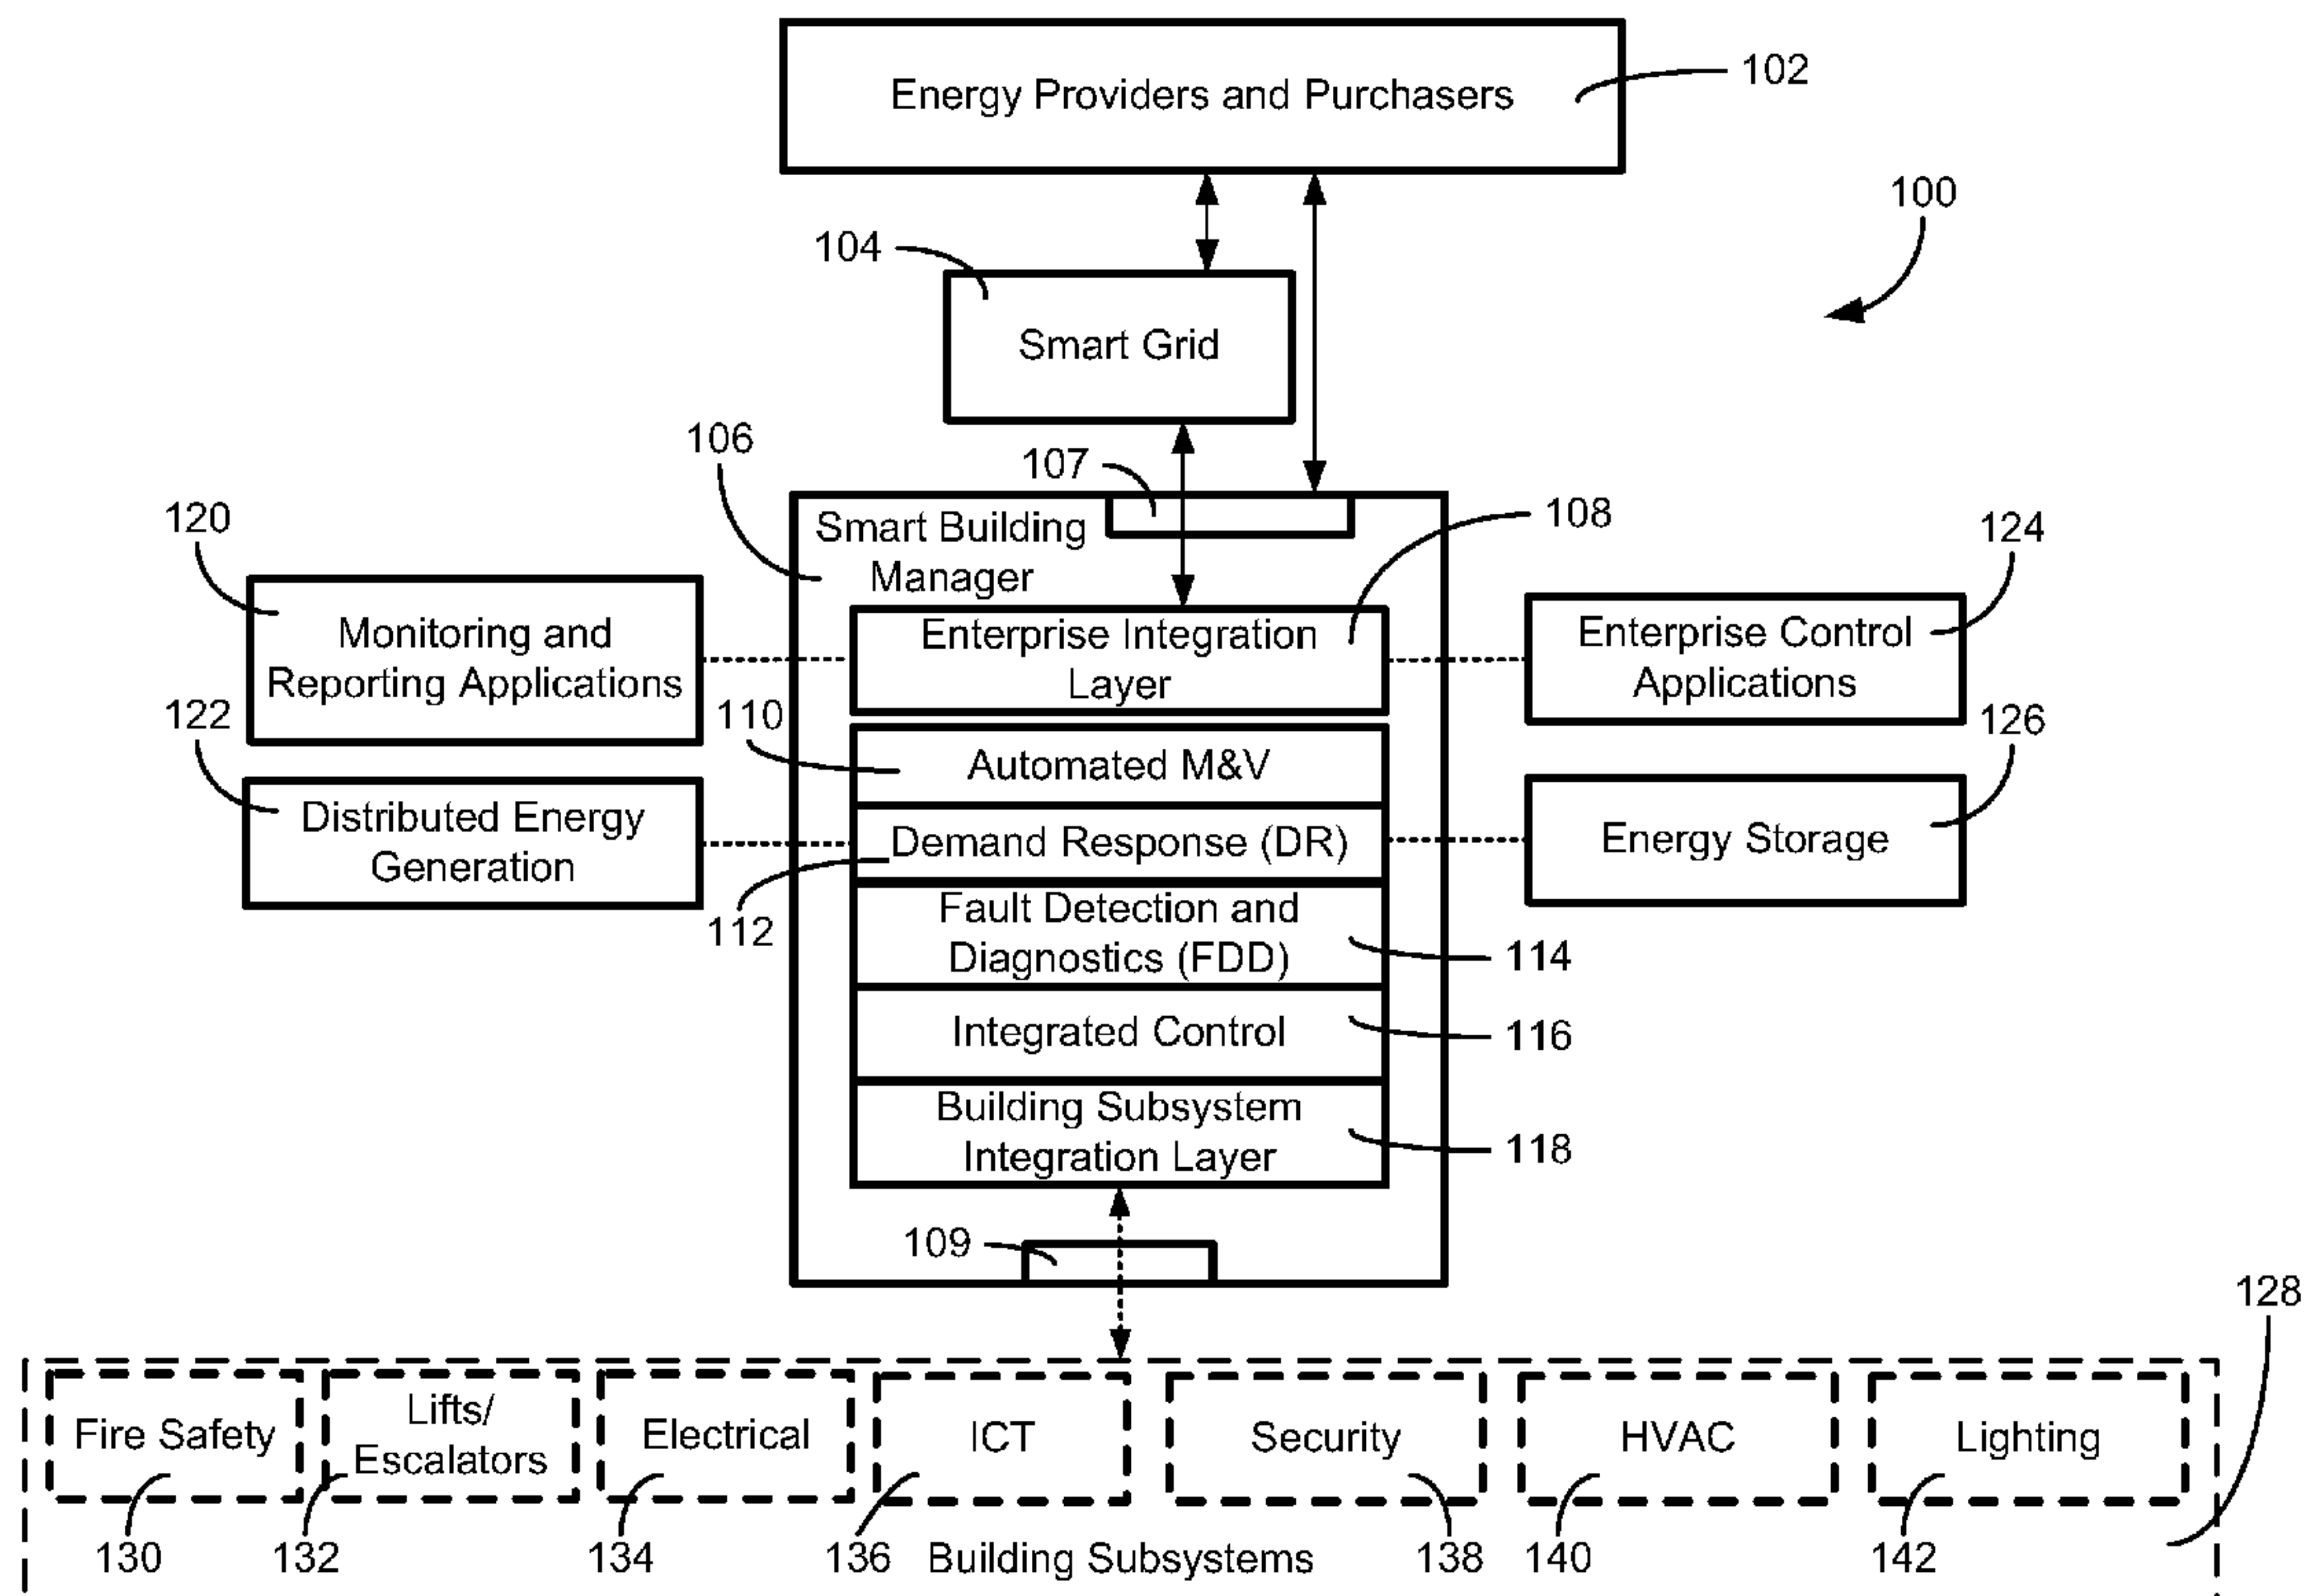 Energy Providers and Purchasers
102
100
104
Smart Grid
106
107
Smart Building
Manager
108
120
124
Monitoring and
Reporting Applications
Enterprise Integration
Layer
Enterprise Control
Applications
122
110
126
Automated M&V
Distributed Energy
Generation
Demand Response (DR)
Energy Storage
112
Fault Detection and
Diagnostics (FDD)
114
Integrated Control
116
Building Subsystem
Integration Layer
118
109
128
Fire Safety
Lifts/
Escalators
Electrical
ICT
Security
HVAC
Lighting
130
132
134
136
Building Subsystems
138
140
142